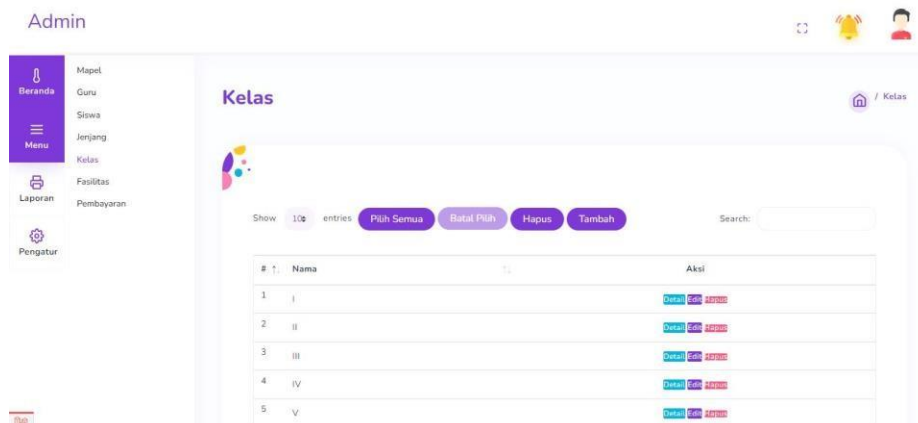 Admin
Beranda
Menu
Laporan
Pengatur
Mapel
Guru
Siswa
Jenjang
Kelas
Fasilitas
Pembayaran
Kelas
/ Kelas
Show 10 entries Pilih Semua Batal Pilih Hapus Tambah Search:
# Nama Aksi
1 I Detail Edit Hapus
2 II Detail Edit Hapus
3 III Detail Edit Hapus
4 IV Detail Edit Hapus
5 V Detail Edit Hapus